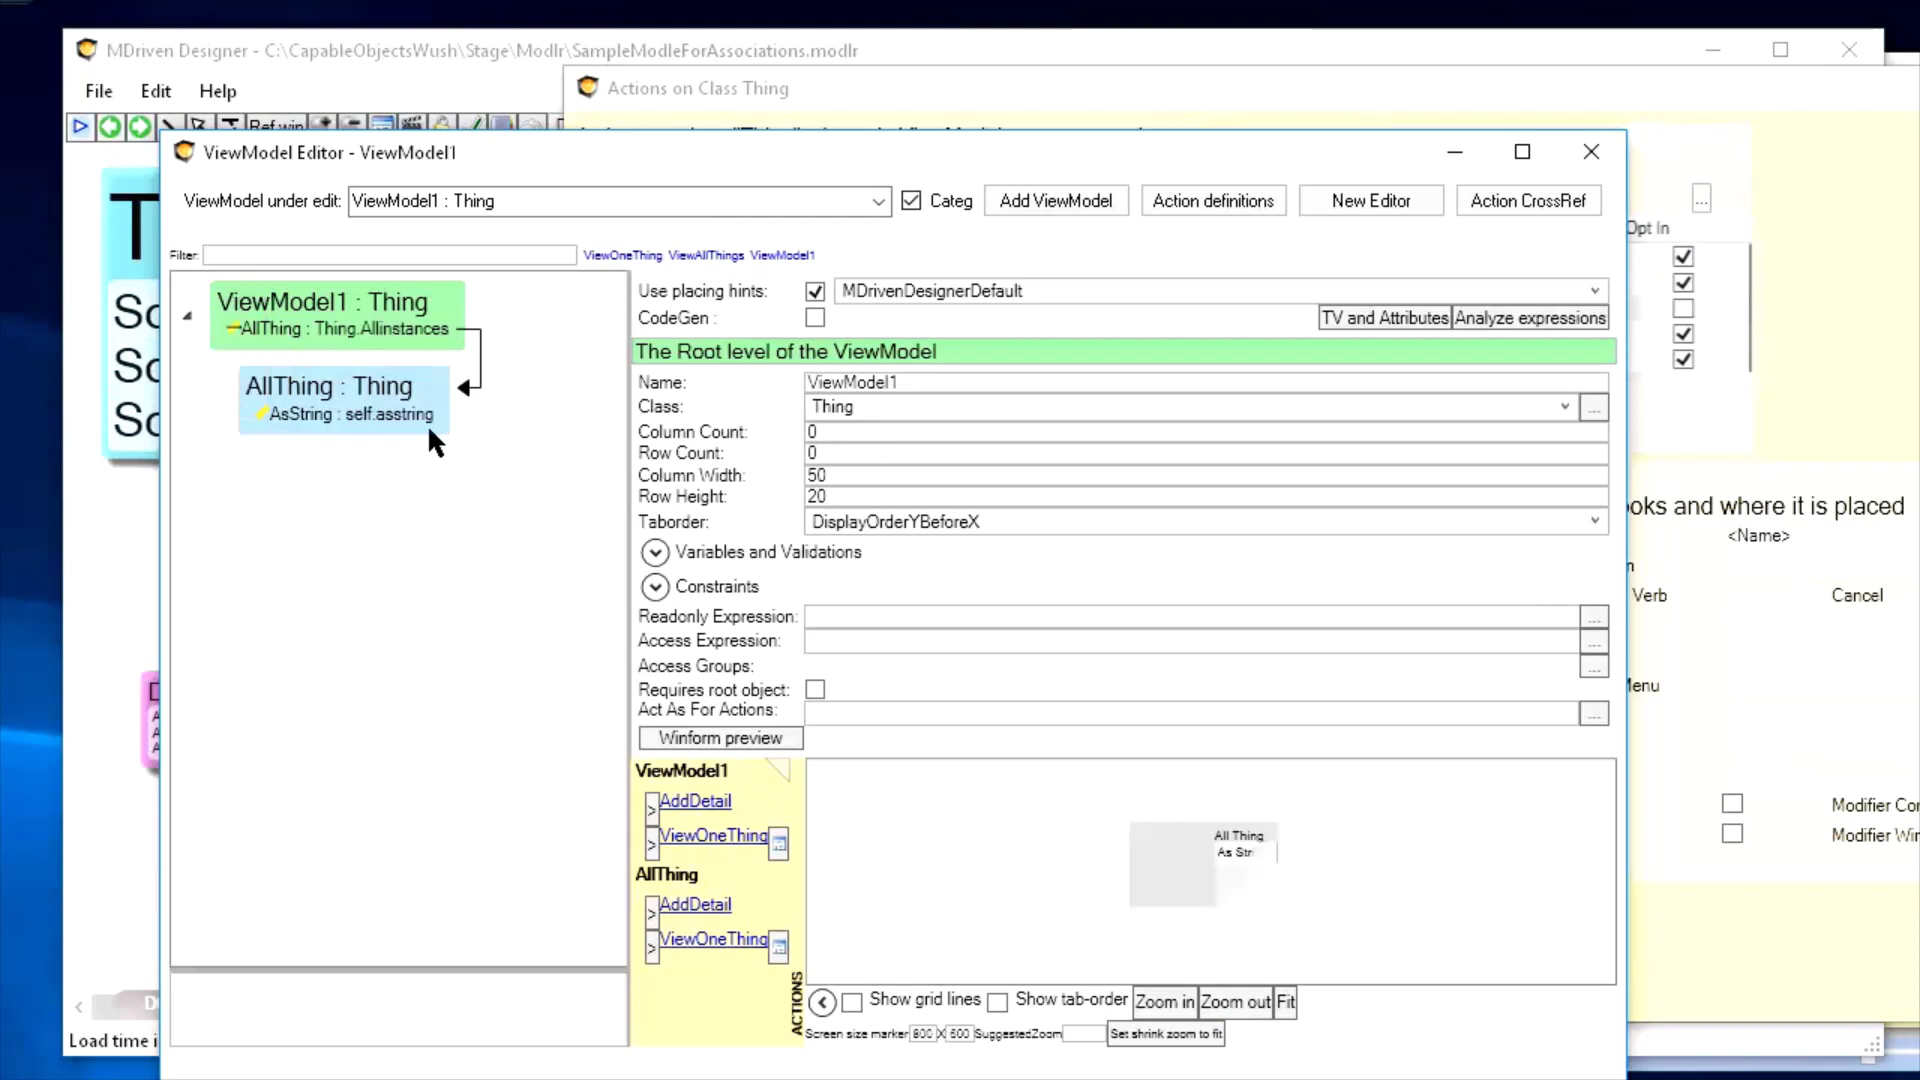 MDriven Designer - C:\CapableObjectsWush\Stage\Modlr\SampleModleForAssociations.modlr
Actions on Class Thing
File Edit Help
Ref win
ViewModel Editor - ViewModel1
ViewModel under edit: ViewModel1 : Thing Categ Add ViewModel Action definitions New Editor Action CrossRef
Filter: ViewOneThing ViewAllThings ViewModel1
Opt In
ViewModel1 : Thing
AllThing : Thing.AllInstances
AllThing : Thing
AsString : self.asstring
Use placing hints: MDrivenDesignerDefault
CodeGen : TV and Attributes Analyze expressions
The Root level of the ViewModel
Name: ViewModel1
Class: Thing ...
Column Count: 0
Row Count: 0
Column Width: 50
Row Height: 20
Taborder: DisplayOrderYBeforeX
Variables and Validations
Constraints
Readonly Expression: ...
Access Expression: ...
Access Groups: ...
Requires root object:
Act As For Actions: ...
Winform preview
ViewModel1
AddDetail
ViewOneThing
AllThing
AddDetail
ViewOneThing
ACTIONS
All Thing
As Stri
Show grid lines Show tab-order Zoom in Zoom out Fit
Screen size marker 800 X 600 SuggestedZoom Set shrink zoom to fit
ooks and where it is placed
<Name>
Verb Cancel
Menu
Modifier Cor
Modifier Wir
Load time i